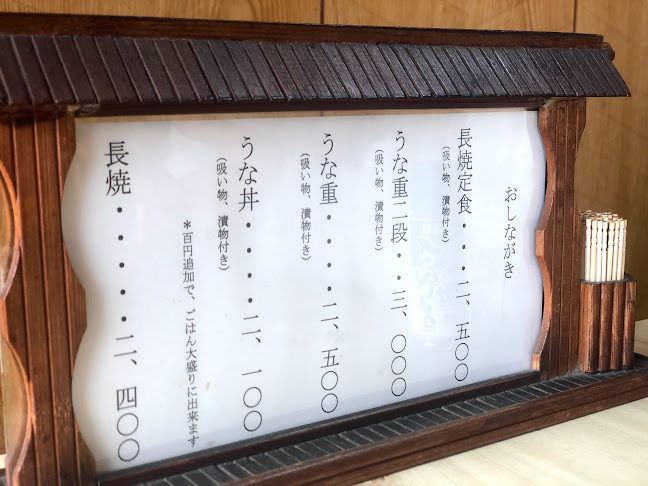 おしながき
長焼定食・・・・二、五〇〇
(吸い物、漬物付き)
うな重二段・・三、〇〇〇
(吸い物、漬物付き)
うな重・・・・二、五〇〇
(吸い物、漬物付き)
うな丼・・・・二、一〇〇
(吸い物、漬物付き)
＊百円追加で、ごはん大盛りに出来ます
長焼・・・・・二、四〇〇